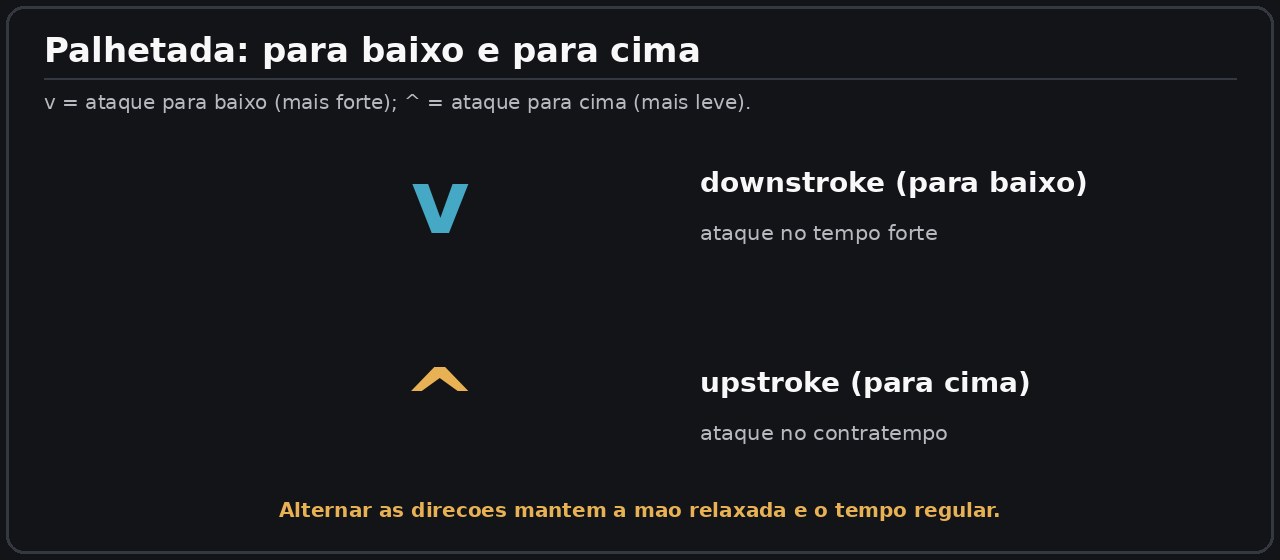 Palhetada: para baixo e para cima
v = ataque para baixo (mais forte); ^ = ataque para cima (mais leve).
v
downstroke (para baixo)
ataque no tempo forte
^
upstroke (para cima)
ataque no contratempo
Alternar as direcoes mantem a mao relaxada e o tempo regular.